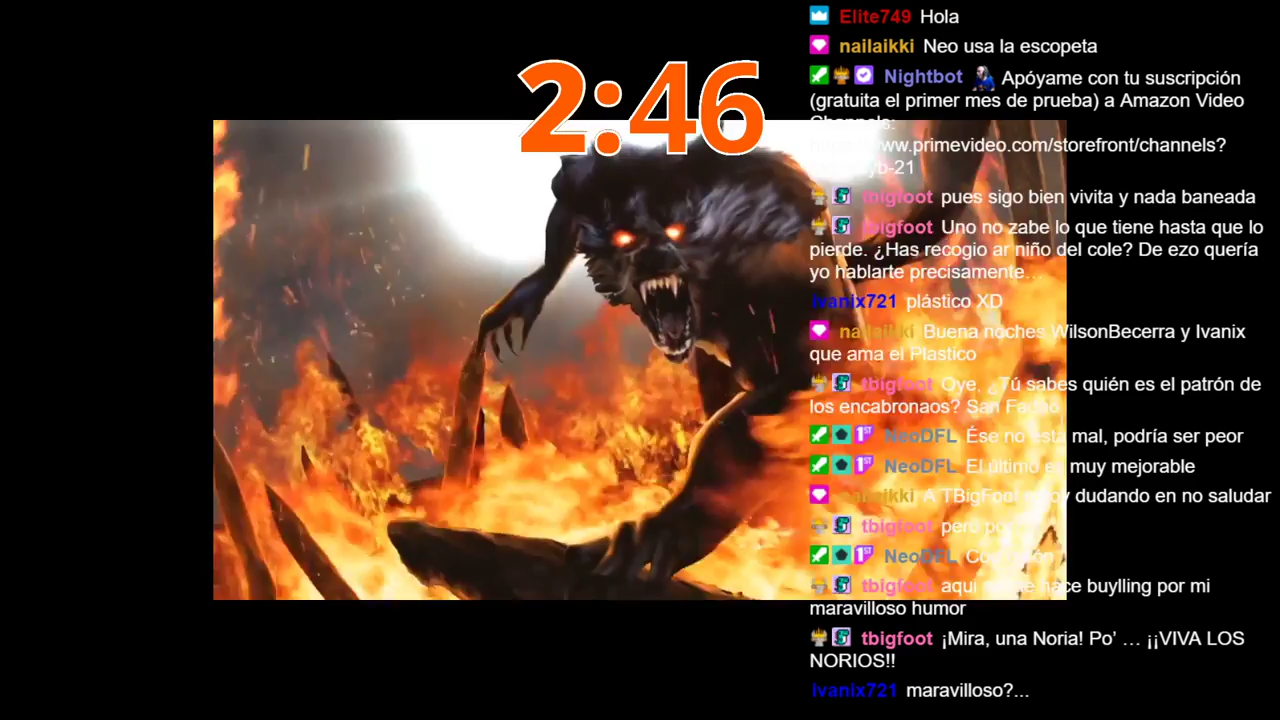 2:46
Elite749 Hola
nailaikki Neo usa la escopeta
Nightbot Apóyame con tu suscripción
(gratuita el primer mes de prueba) a Amazon Video
Channels:
www.primevideo.com/storefront/channels?
pues sigo bien vivita y nada baneada
tbigfoot Uno no zabe lo que tiene hasta que lo
pierde. ¿Has recogio ar niño del cole? De ezo quería
yo hablarte precisamente...
ivanix721 plástico XD
nailaikki Buena noches WilsonBecerra y Ivanix
que ama el Plastico
tbigfoot Oye, ¿Tú sabes quién es el patrón de
los encabronaos? San
NeoDFL Ése no está mal, podría ser peor
NeoDFL El último es muy mejorable
nailaikki A TBigFoot estoy dudando en no saludar
tbigfoot pero
NeoDFL
tbigfoot aqui se me hace buylling por mi
maravilloso humor
tbigfoot ¡Mira, una Noria! Po’ … ¡¡VIVA LOS
NORIOS!!
ivanix721 maravilloso?...